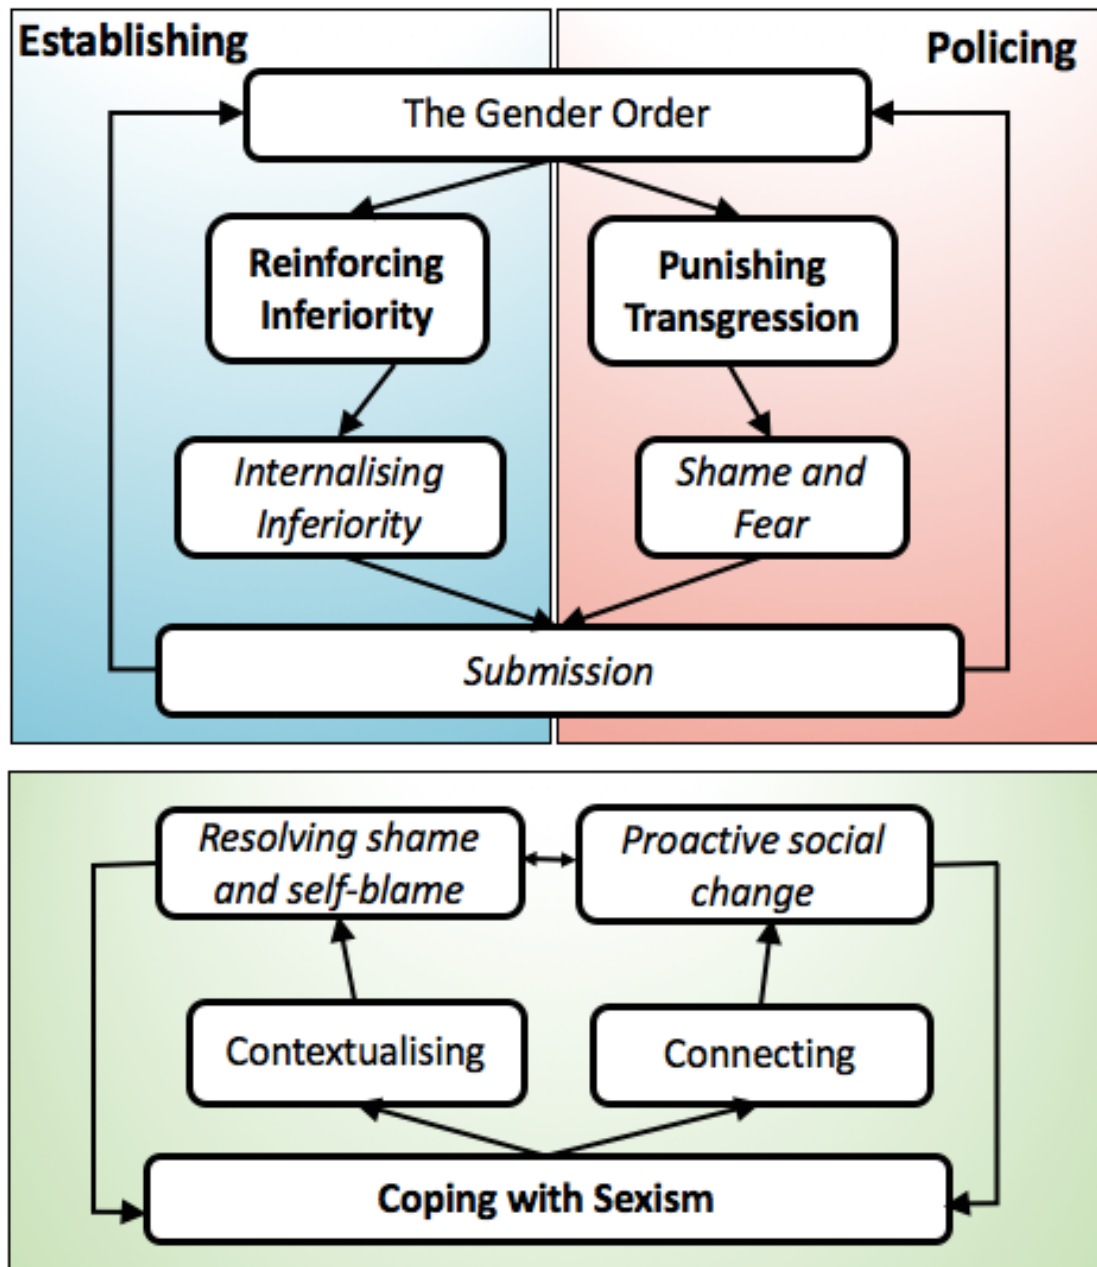 Establishing
Policing
The Gender Order
Reinforcing
Inferiority
Punishing
Transgression
Internalising
Inferiority
Shame and
Fear
Submission
Resolving shame
and self-blame
Proactive social
change
Contextualising
Connecting
Coping with Sexism